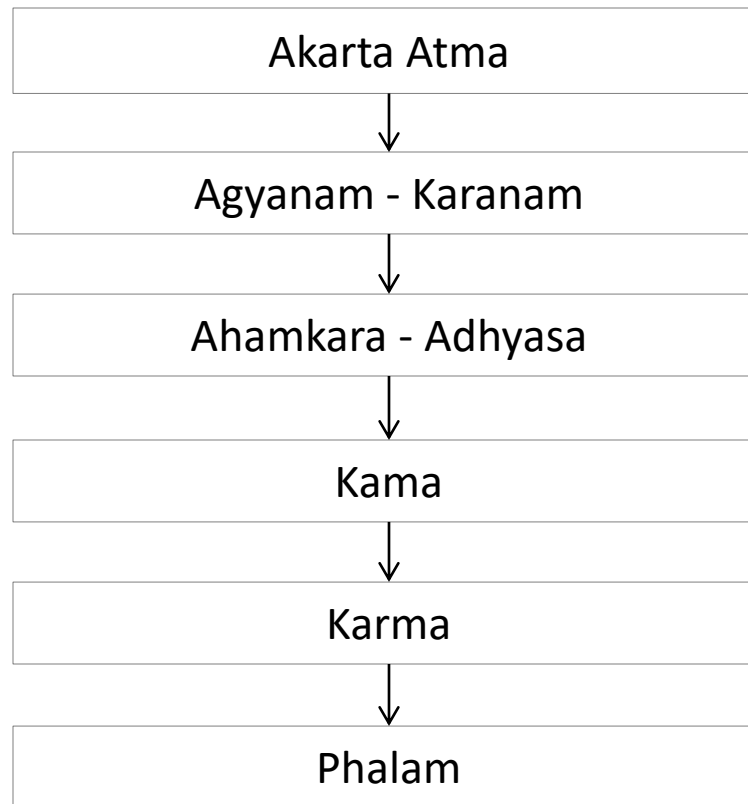 Akarta Atma
Agyanam - Karanam
Ahamkara - Adhyasa
Kama
Karma
Phalam